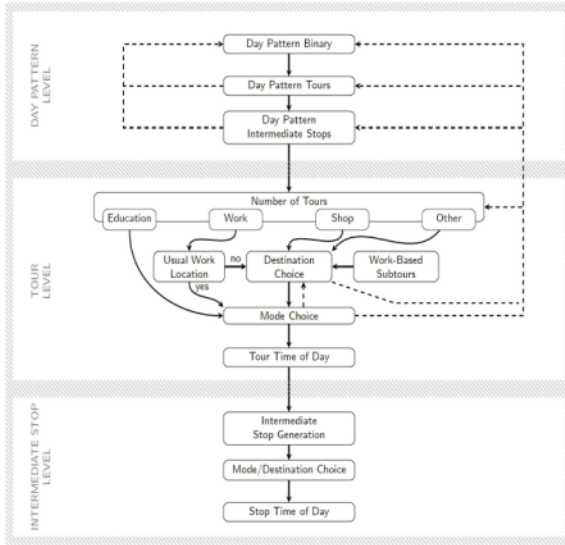 DAY PATTERN
LEVEL
Day Pattern Binary
Day Pattern Tours
Day Pattern
Intermediate Stops
TOUR
LEVEL
Number of Tours
Education
Work
Shop
Other
Usual Work
Location
no
yes
Destination
Choice
Work-Based
Subtours
Mode Choice
Tour Time of Day
INTERMEDIATE STOP
LEVEL
Intermediate
Stop Generation
Mode/Destination Choice
Stop Time of Day